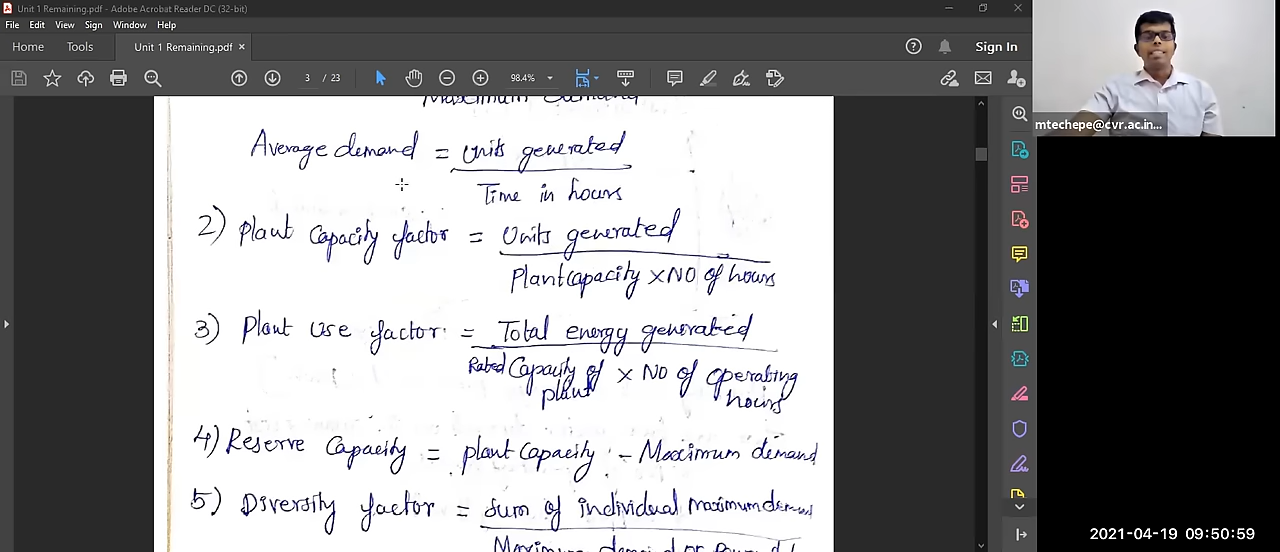 Unit 1 Remaining.pdf - Adobe Acrobat Reader DC (32-bit)
File Edit View Sign Window Help
Home Tools Unit 1 Remaining.pdf × Sign In
3 / 23 98.4%
mtechepe@cvr.ac.in...
Maximum demand
Average demand = Units generated
Time in hours
2) Plant Capacity factor = Units generated
Plant capacity × NO of hours
3) Plant Use factor = Total energy generated
Rated Capacity of plant × NO of operating hours
4) Reserve Capacity = plant Capacity - Maximum demand
5) Diversity factor = Sum of individual maximum demand
Maximum demand
2021-04-19 09:50:59